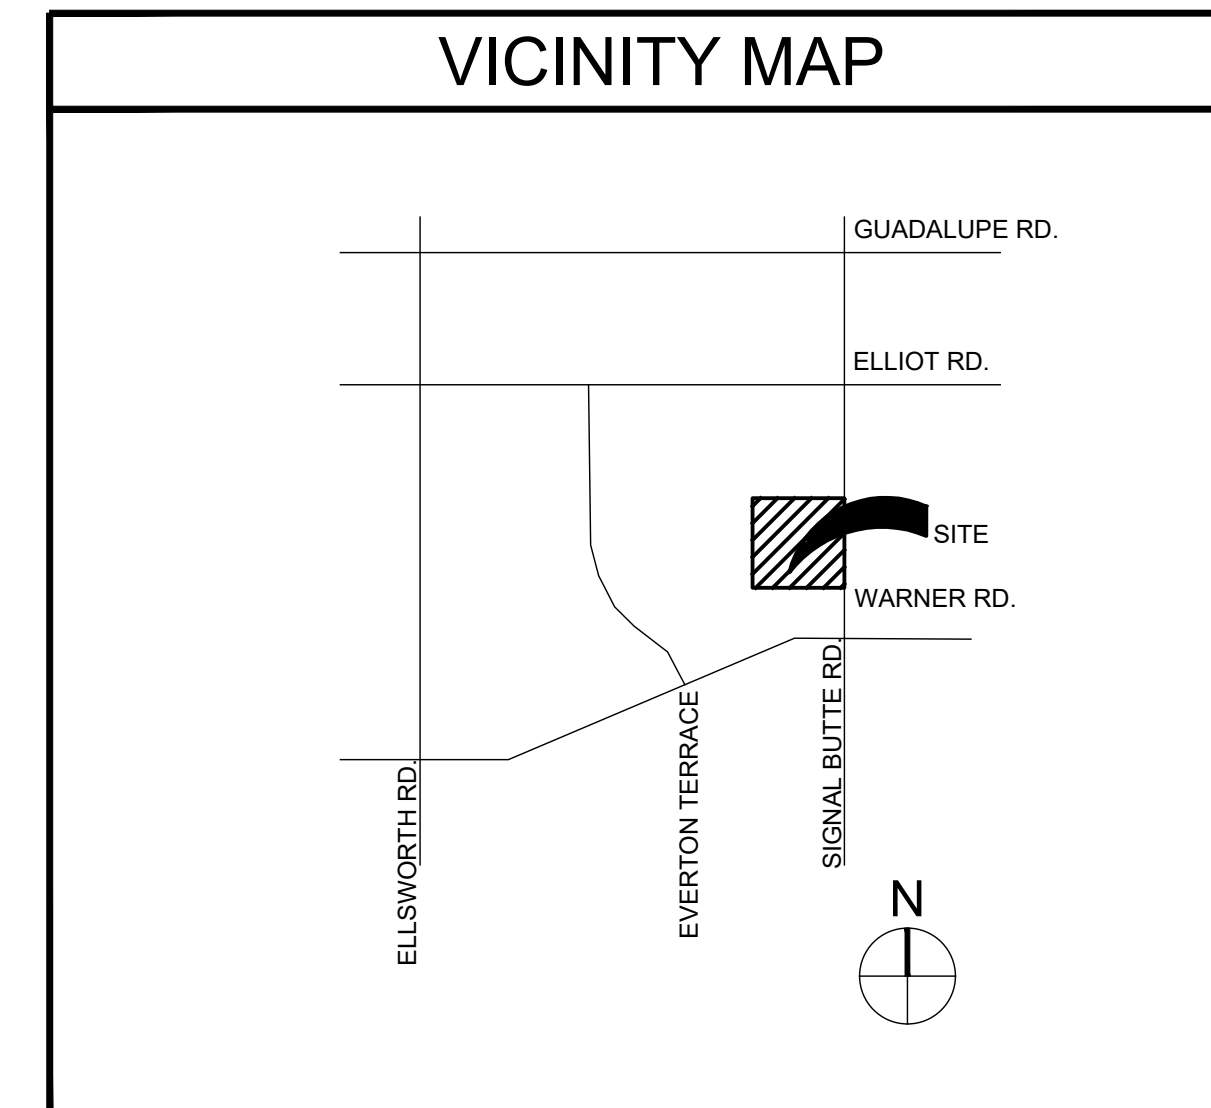 VICINITY MAP
GUADALUPE RD.
ELLIOT RD.
SITE
WARNER RD.
SIGNAL BUTTE RD.
EVERTON TERRACE
ELLSWORTH RD.
N